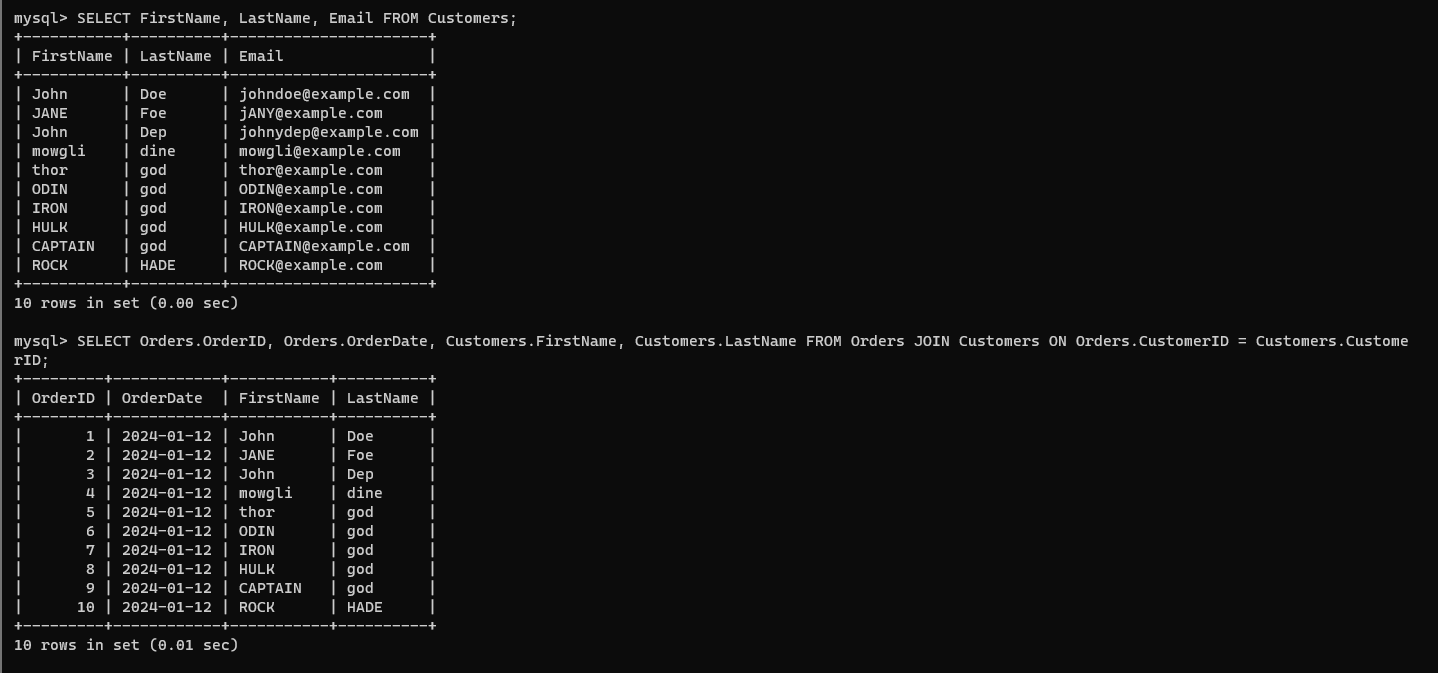 mysql> SELECT FirstName, LastName, Email FROM Customers;
+-----------+----------+----------------------+
| FirstName | LastName | Email                |
+-----------+----------+----------------------+
| John      | Doe      | johndoe@example.com  |
| JANE      | Foe      | jANY@example.com     |
| John      | Dep      | johnydep@example.com |
| mowgli    | dine     | mowgli@example.com   |
| thor      | god      | thor@example.com     |
| ODIN      | god      | ODIN@example.com     |
| IRON      | god      | IRON@example.com     |
| HULK      | god      | HULK@example.com     |
| CAPTAIN   | god      | CAPTAIN@example.com  |
| ROCK      | HADE     | ROCK@example.com     |
+-----------+----------+----------------------+
10 rows in set (0.00 sec)

mysql> SELECT Orders.OrderID, Orders.OrderDate, Customers.FirstName, Customers.LastName FROM Orders JOIN Customers ON Orders.CustomerID = Customers.Custome
rID;
+---------+------------+-----------+----------+
| OrderID | OrderDate  | FirstName | LastName |
+---------+------------+-----------+----------+
|       1 | 2024-01-12 | John      | Doe      |
|       2 | 2024-01-12 | JANE      | Foe      |
|       3 | 2024-01-12 | John      | Dep      |
|       4 | 2024-01-12 | mowgli    | dine     |
|       5 | 2024-01-12 | thor      | god      |
|       6 | 2024-01-12 | ODIN      | god      |
|       7 | 2024-01-12 | IRON      | god      |
|       8 | 2024-01-12 | HULK      | god      |
|       9 | 2024-01-12 | CAPTAIN   | god      |
|      10 | 2024-01-12 | ROCK      | HADE     |
+---------+------------+-----------+----------+
10 rows in set (0.01 sec)